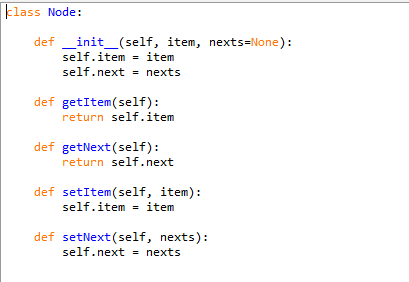 class Node:
    def __init__(self, item, nexts=None):
        self.item = item
        self.next = nexts
    def getItem(self):
        return self.item
    def getNext(self):
        return self.next
    def setItem(self, item):
        self.item = item
    def setNext(self, nexts):
        self.next = nexts